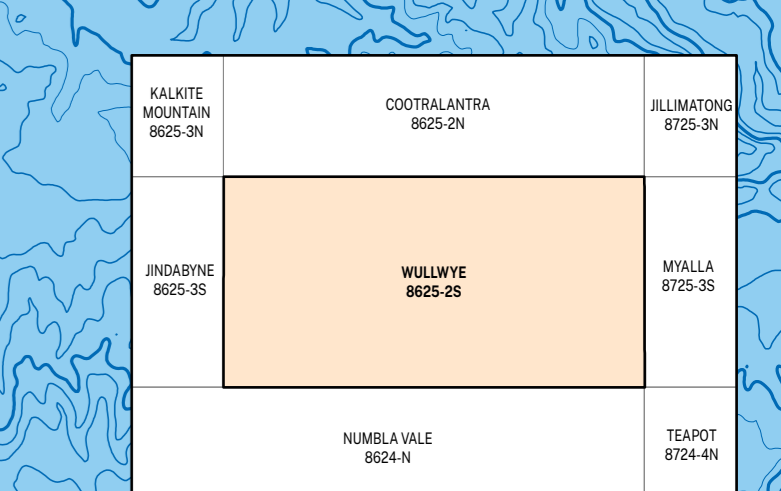 KALKITE
MOUNTAIN
8625-3N
COOTRALANTRA
8625-2N
JILLIMATONG
8725-3N
JINDABYNE
8625-3S
WULLWYE
8625-2S
MYALLA
8725-3S
NUMBLA VALE
8624-N
TEAPOT
8724-4N